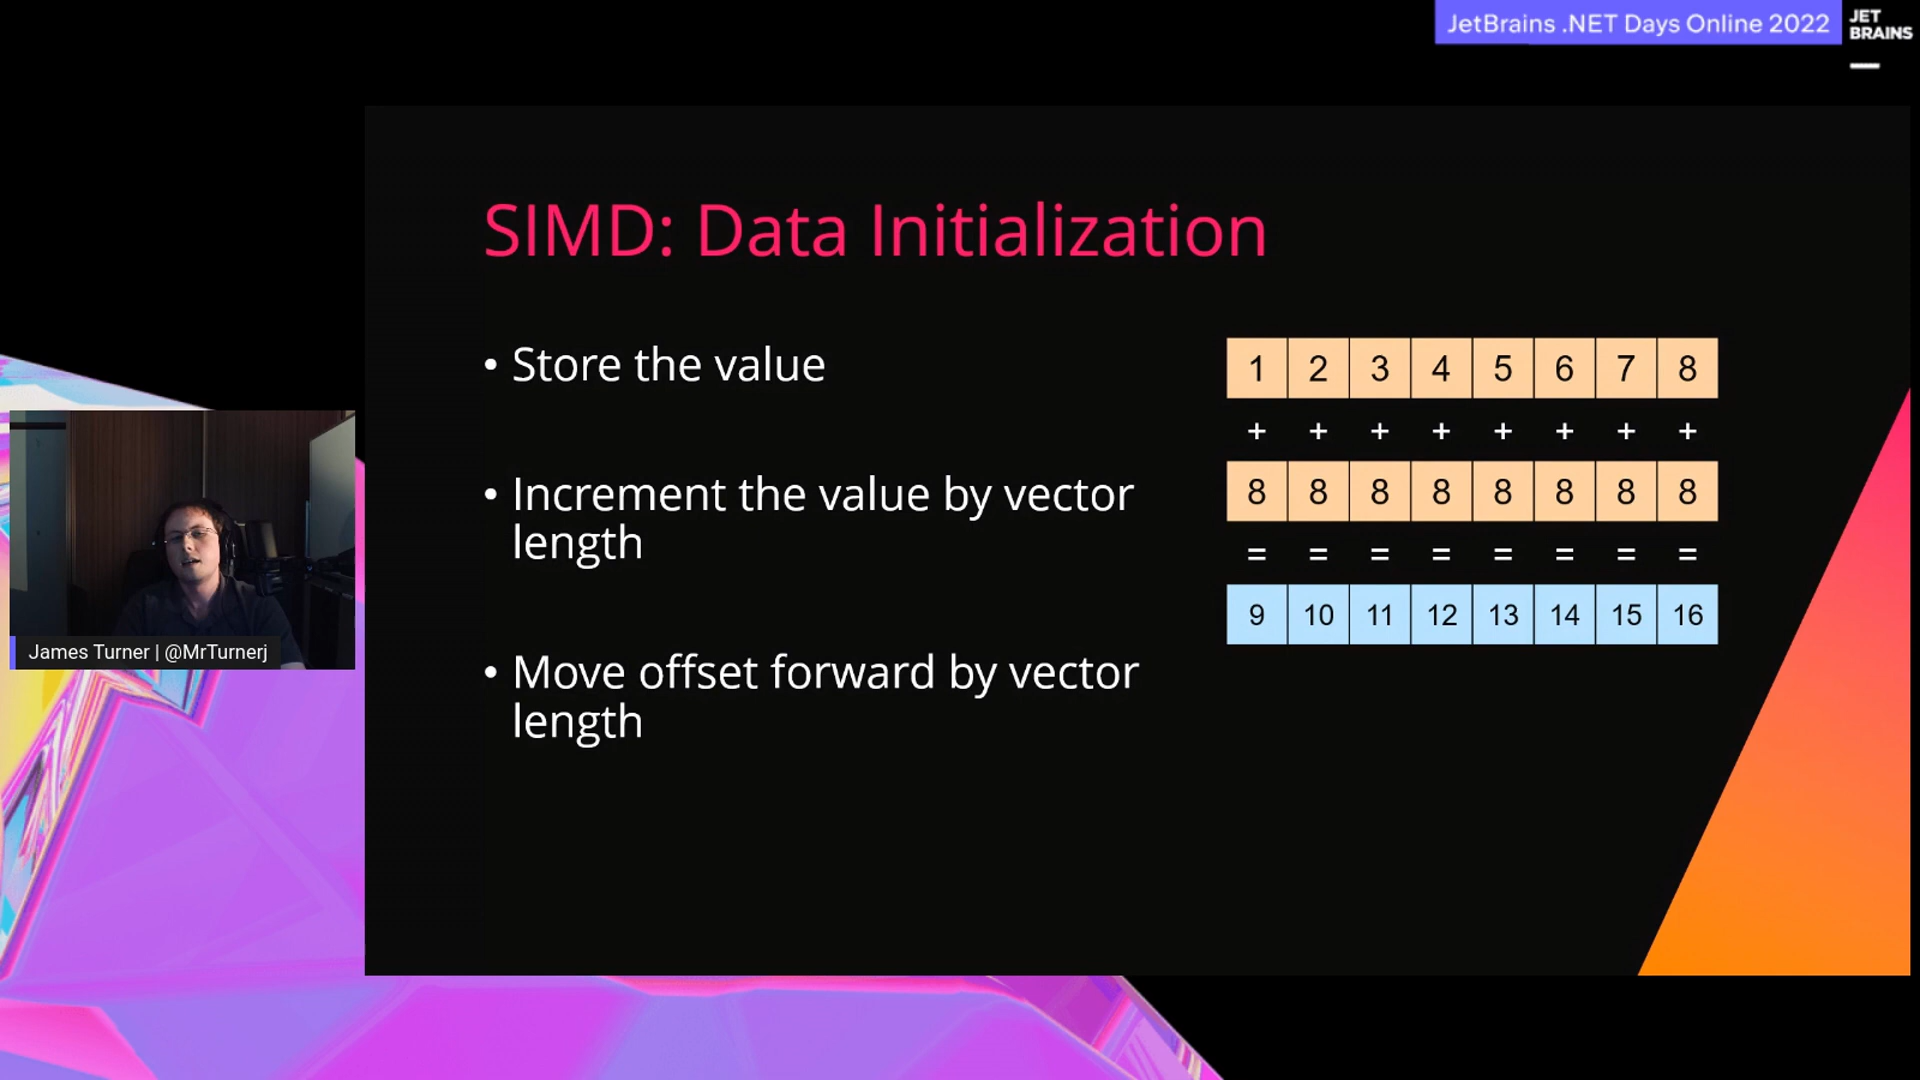 JetBrains .NET Days Online 2022
JET
BRAINS
SIMD: Data Initialization
• Store the value
• Increment the value by vector
length
• Move offset forward by vector
length
1 2 3 4 5 6 7 8
+ + + + + + + +
8 8 8 8 8 8 8 8
= = = = = = = =
9 10 11 12 13 14 15 16
James Turner | @MrTurnerj